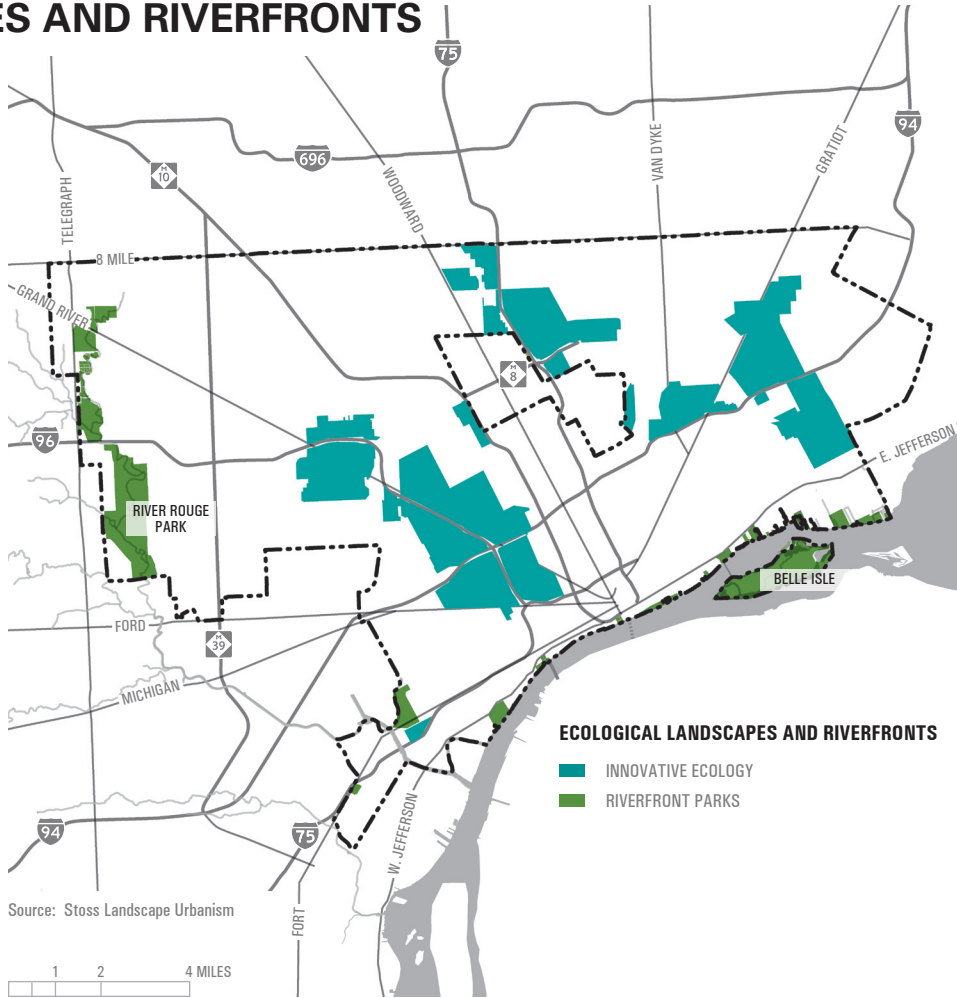 ES AND RIVERFRONTS
75
94
VAN DYKE
GRATIOT
696
M
10
WOODWARD
TELEGRAPH
8 MILE
GRAND RIVER
M
8
96
E. JEFFERSON
RIVER ROUGE
PARK
BELLE ISLE
FORD
M
39
MICHIGAN
ECOLOGICAL LANDSCAPES AND RIVERFRONTS
INNOVATIVE ECOLOGY
RIVERFRONT PARKS
94
75
W. JEFFERSON
FORT
Source: Stoss Landscape Urbanism
1 2 4 MILES